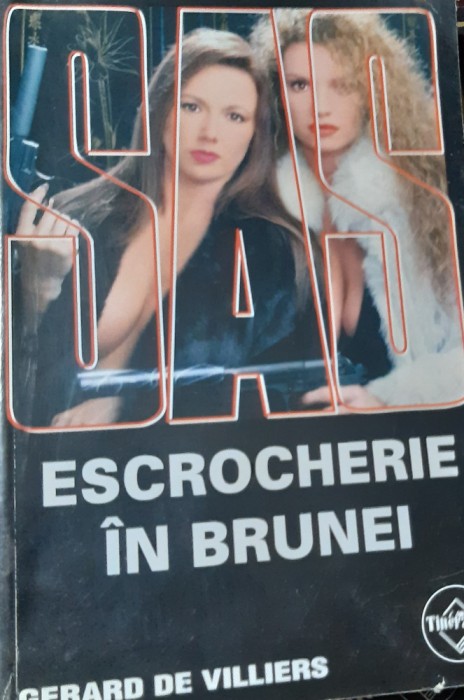 SAS
ESCROCHERIE
ÎN BRUNEI
GERARD DE VILLIERS